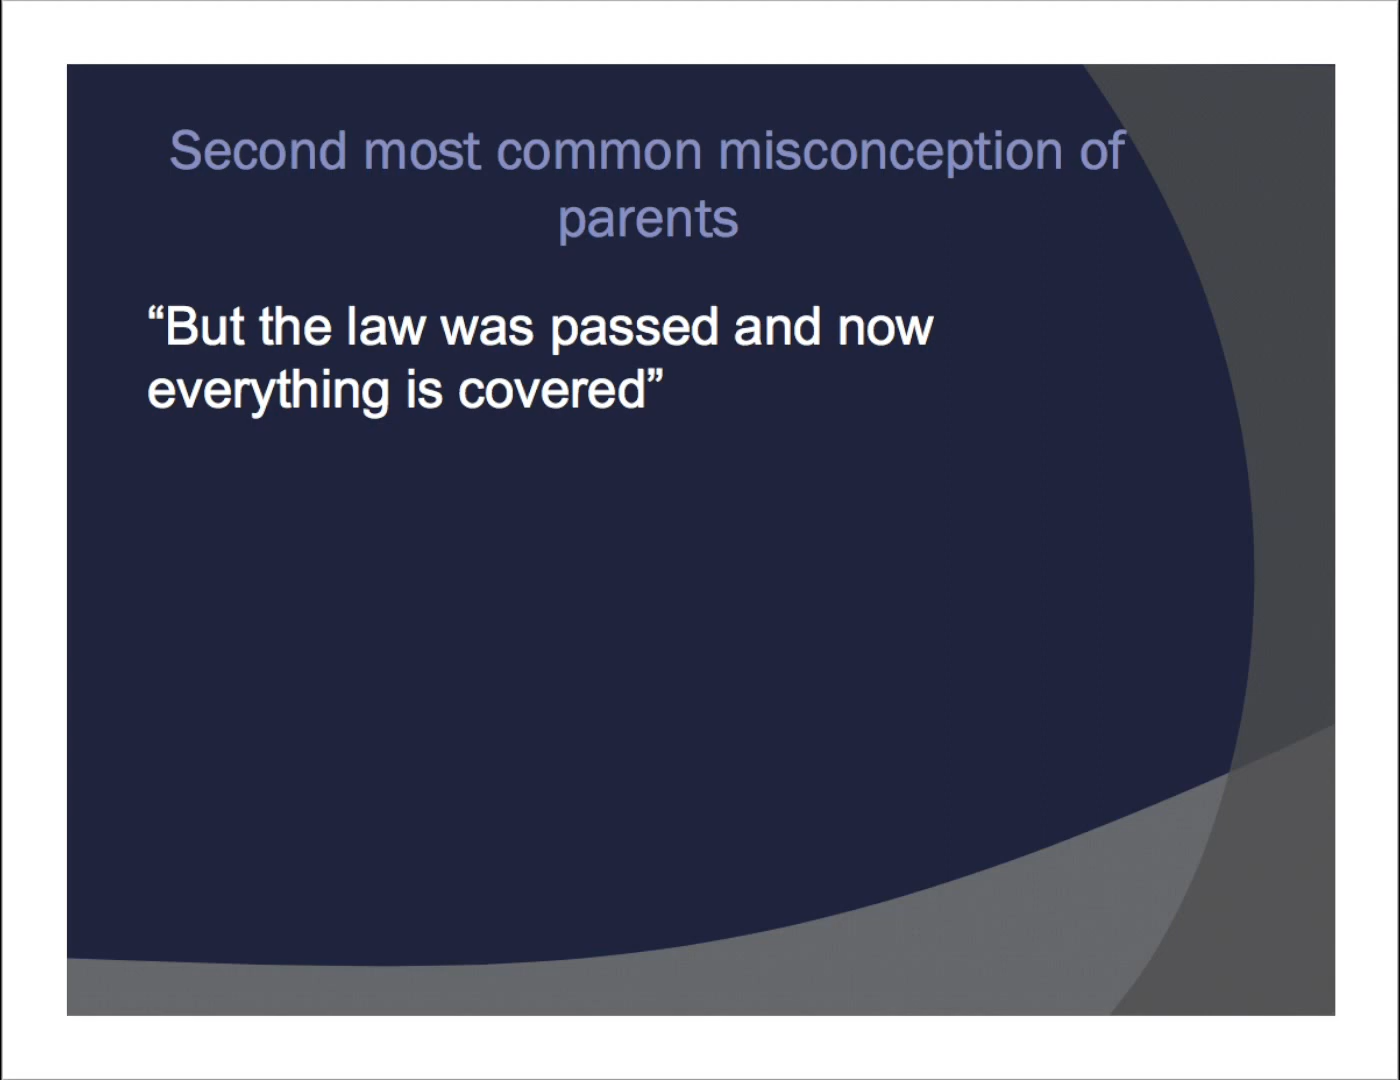 Second most common misconception of
parents
“But the law was passed and now
everything is covered”